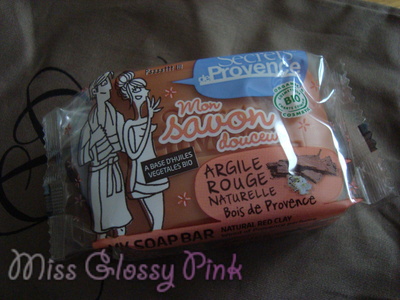 Secrets
de Provence
Mon
savon
douceur
BIO
A BASE D'HUILES
VEGETALES BIO
ARGILE
ROUGE
NATURELLE
Bois de Provence
MY SOAP BAR
NATURAL RED CLAY
Miss Glossy Pink